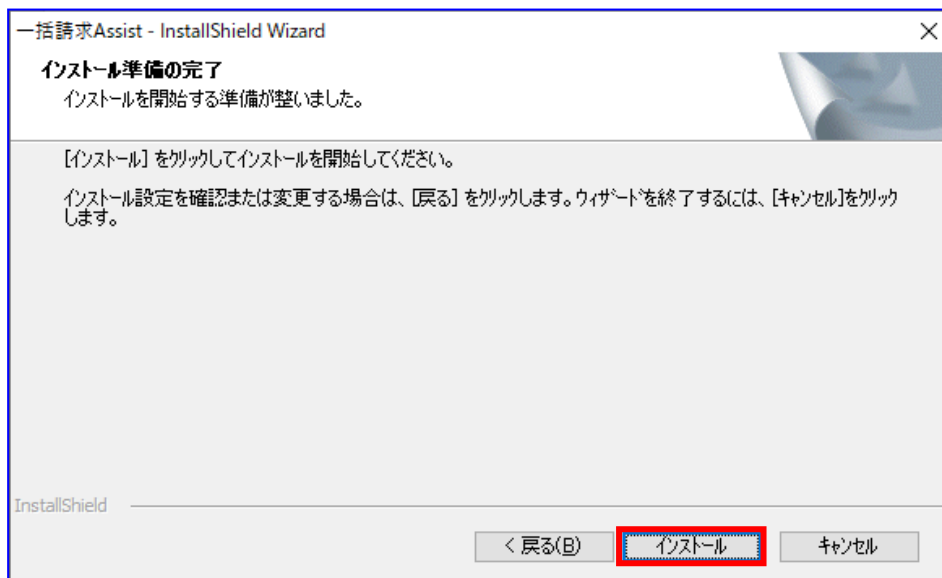 一括請求Assist - InstallShield Wizard
インストール準備の完了
インストールを開始する準備が整いました。
[インストール] をクリックしてインストールを開始してください。
インストール設定を確認または変更する場合は、[戻る] をクリックします。ウィザードを終了するには、[キャンセル]をクリック
します。
InstallShield
< 戻る(B)
インストール
キャンセル